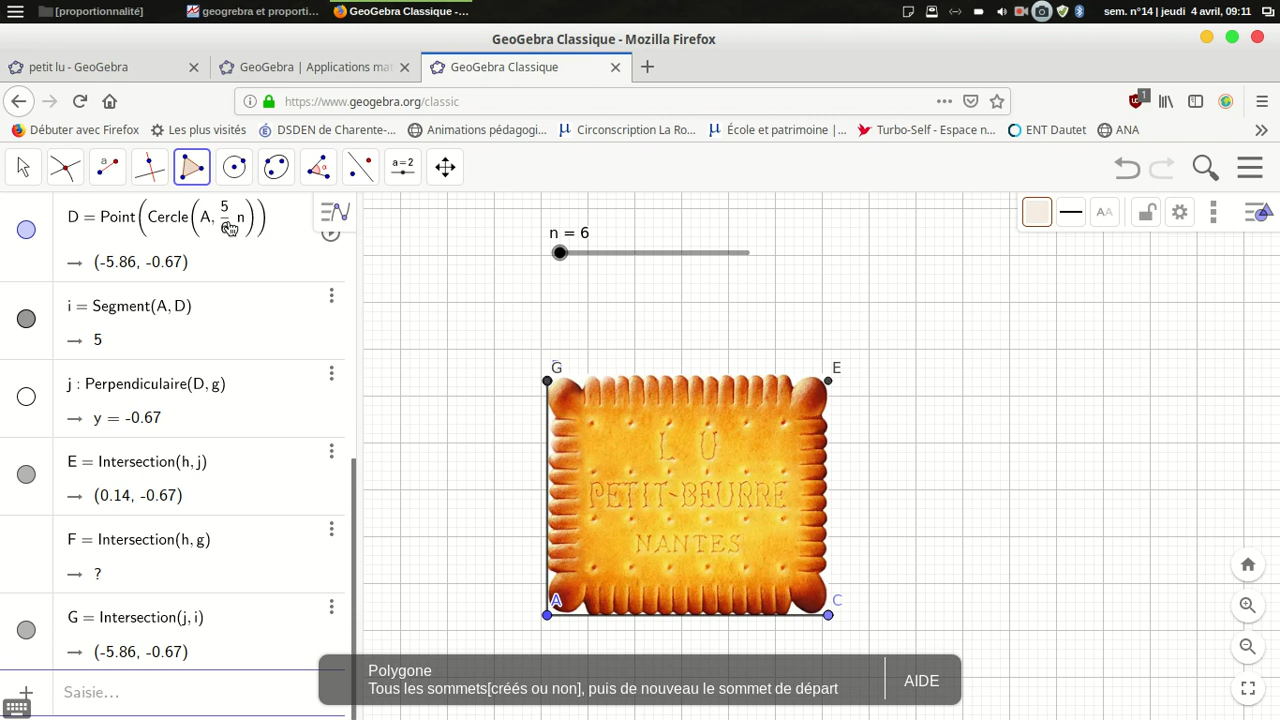 [proportionnalité]
geogrebra et proporti...
GeoGebra Classique -...
sem. n°14 | jeudi 4 avril, 09:11
GeoGebra Classique - Mozilla Firefox
petit lu - GeoGebra
GeoGebra | Applications mat
GeoGebra Classique
https://www.geogebra.org/classic
1
Débuter avec Firefox
Les plus visités
DSDEN de Charente-...
Animations pédagogi...
Circonscription La Ro...
École et patrimoine |...
Turbo-Self - Espace n...
ENT Dautet
ANA
a
a=2
D = Point(Cercle(A, 5/6 n))
→ (-5.86, -0.67)
i = Segment(A, D)
→ 5
j : Perpendiculaire(D, g)
→ y = -0.67
E = Intersection(h, j)
→ (0.14, -0.67)
F = Intersection(h, g)
→ ?
G = Intersection(j, i)
→ (-5.86, -0.67)
Saisie...
n = 6
AA
G
E
L U
PETIT-BEURRE
NANTES
A
C
Polygone
Tous les sommets[créés ou non], puis de nouveau le sommet de départ
AIDE